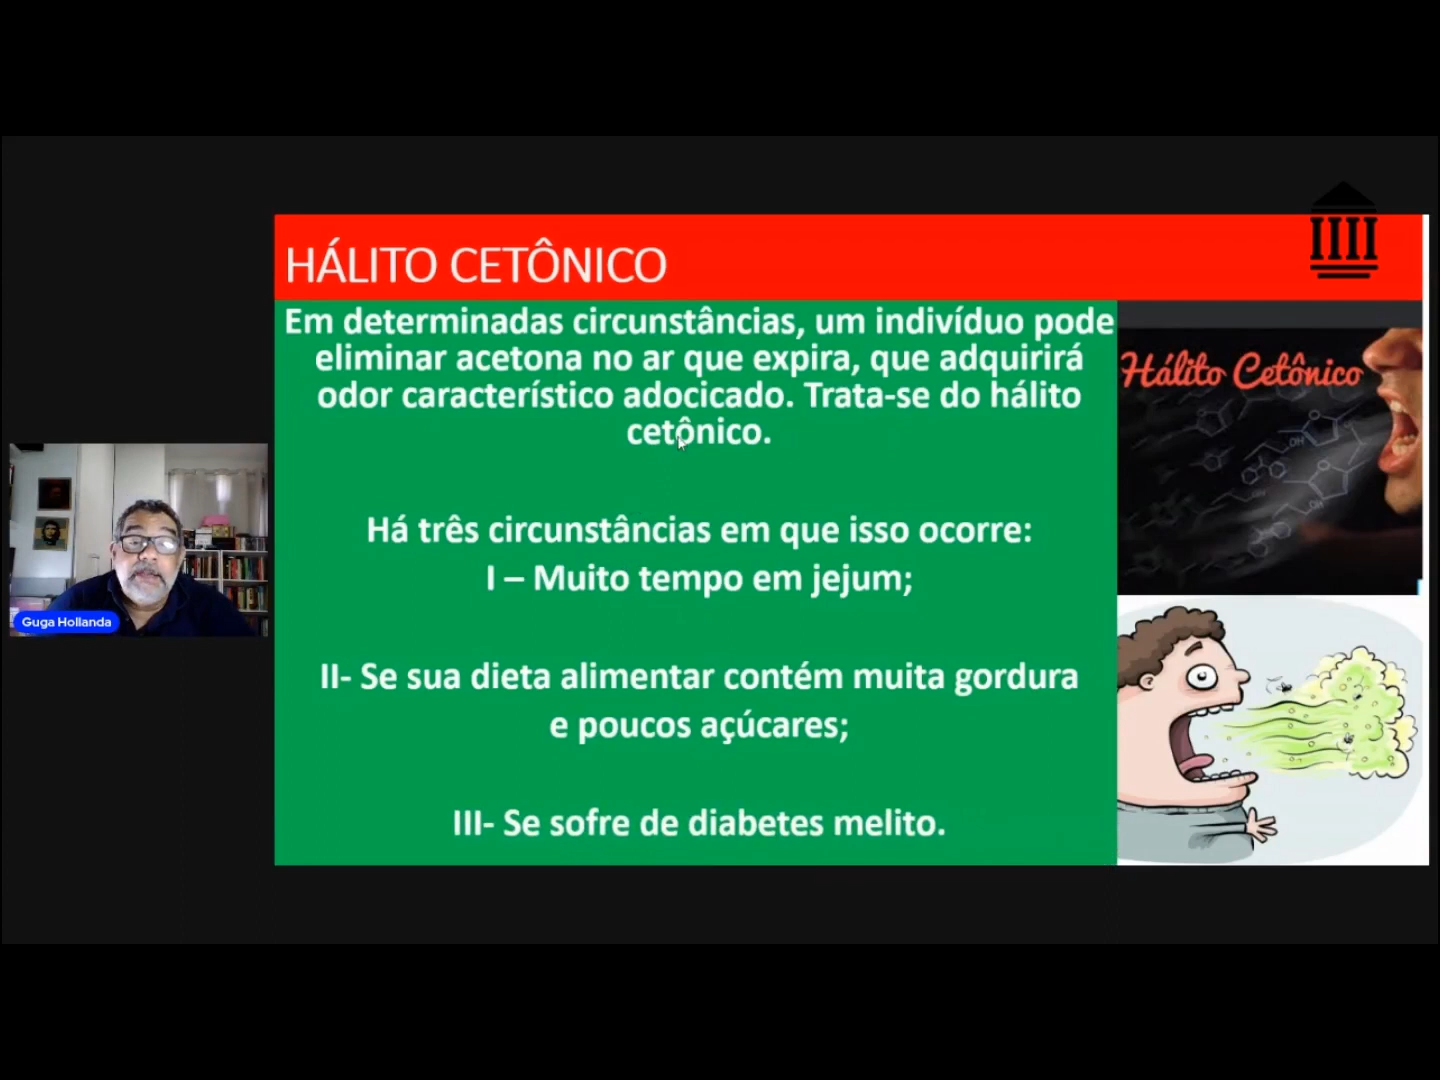 HÁLITO CETÔNICO
Em determinadas circunstâncias, um indivíduo pode
eliminar acetona no ar que expira, que adquirirá
odor característico adocicado. Trata-se do hálito
cetônico.
Há três circunstâncias em que isso ocorre:
I – Muito tempo em jejum;
II- Se sua dieta alimentar contém muita gordura
e poucos açúcares;
III- Se sofre de diabetes melito.
Hálito Cetônico
OH
OH
Guga Hollanda